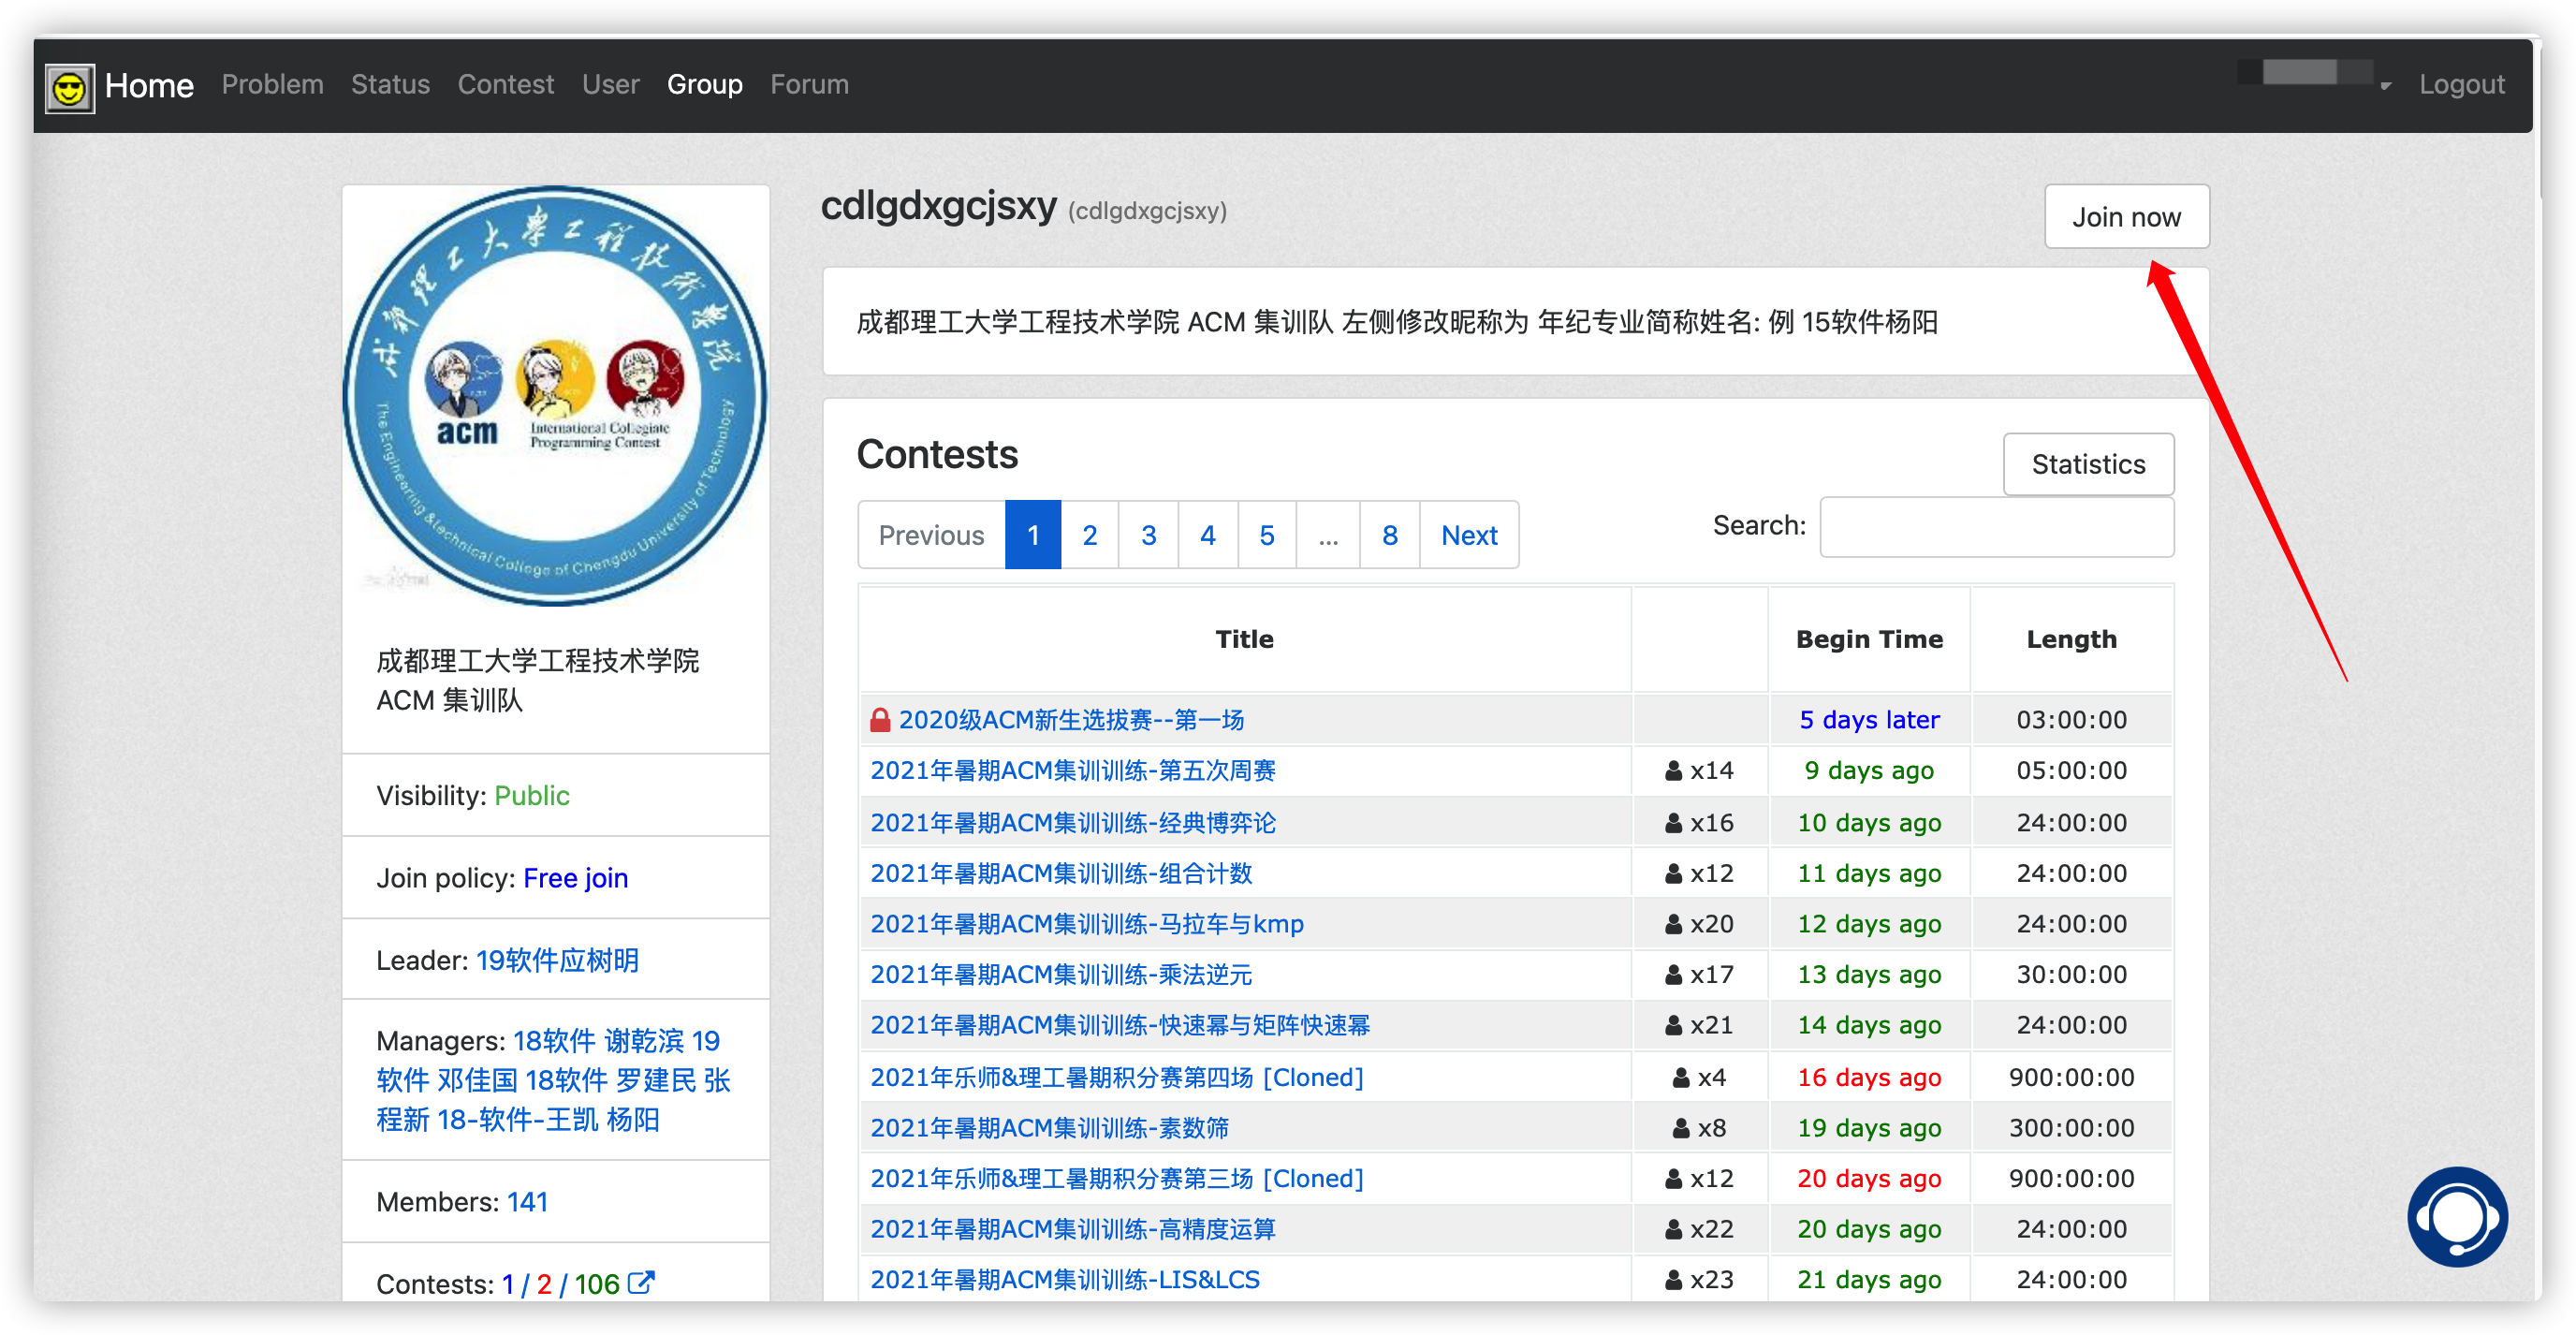 Home Problem Status Contest User Group Forum Logout
成都理工大学工程技术学院
The Engineering & technical College of Chengdu University of Technology
acm International Collegiate
Programming Contest
成都理工大学工程技术学院
ACM 集训队
Visibility: Public
Join policy: Free join
Leader: 19软件应树明
Managers: 18软件 谢乾滨 19
软件 邓佳国 18软件 罗建民 张
程新 18-软件-王凯 杨阳
Members: 141
Contests: 1 / 2 / 106
cdlgdxgcjsxy (cdlgdxgcjsxy)
Join now
成都理工大学工程技术学院 ACM 集训队 左侧修改昵称为 年纪专业简称姓名: 例 15软件杨阳
Contests
Statistics
Previous 1 2 3 4 5 ... 8 Next
Search:
Title Begin Time Length
2020级ACM新生选拔赛--第一场 5 days later 03:00:00
2021年暑期ACM集训训练-第五次周赛 x14 9 days ago 05:00:00
2021年暑期ACM集训训练-经典博弈论 x16 10 days ago 24:00:00
2021年暑期ACM集训训练-组合计数 x12 11 days ago 24:00:00
2021年暑期ACM集训训练-马拉车与kmp x20 12 days ago 24:00:00
2021年暑期ACM集训训练-乘法逆元 x17 13 days ago 30:00:00
2021年暑期ACM集训训练-快速幂与矩阵快速幂 x21 14 days ago 24:00:00
2021年乐师&理工暑期积分赛第四场 [Cloned] x4 16 days ago 900:00:00
2021年暑期ACM集训训练-素数筛 x8 19 days ago 300:00:00
2021年乐师&理工暑期积分赛第三场 [Cloned] x12 20 days ago 900:00:00
2021年暑期ACM集训训练-高精度运算 x22 20 days ago 24:00:00
2021年暑期ACM集训训练-LIS&LCS x23 21 days ago 24:00:00